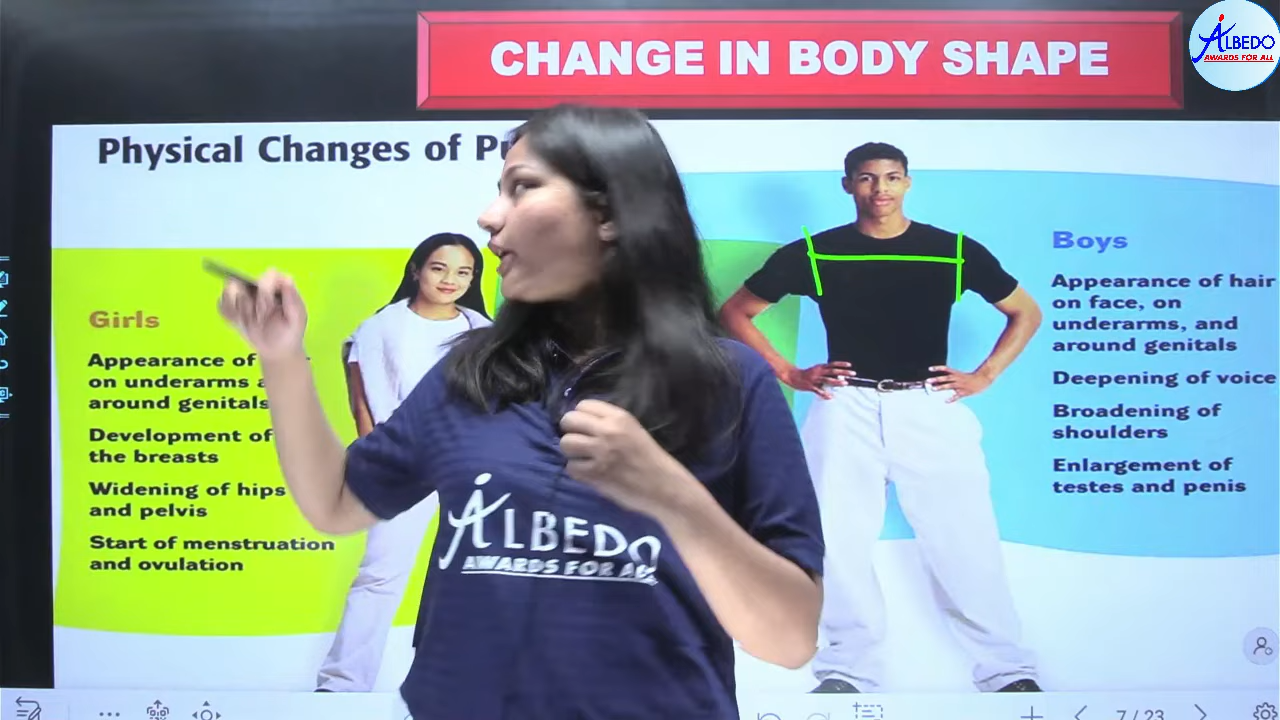 CHANGE IN BODY SHAPE
ALBEDO
AWARDS FOR ALL
Physical Changes of
Girls
Appearance of
on underarms
around genitals
Development of
the breasts
Widening of hips
and pelvis
Start of menstruation
and ovulation
Boys
Appearance of hair
on face, on
underarms, and
around genitals
Deepening of voice
Broadening of
shoulders
Enlargement of
testes and penis
ALBEDO
AWARDS FOR ALL
7 / 23